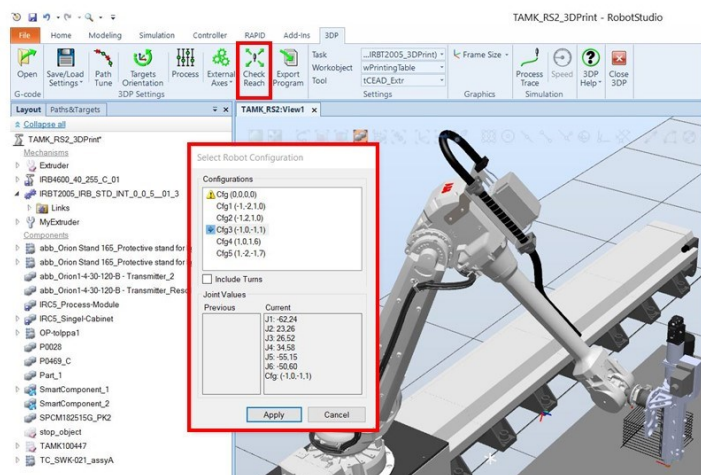 TAMK_RS2_3DPrint - RobotStudio
File Home Modeling Simulation Controller RAPID Add-Ins 3DP
Open Save/Load Settings Path Tune Targets Orientation Process External Axes Check Reach Export Program
Task ...IRBT2005_3DPrint)
Workobject wPrintingTable
Tool tCEAD_Extr
Frame Size
Process Trace Speed 3DP Help Close 3DP
G-code 3DP Settings Settings Graphics Simulation
Layout Paths&Targets
TAMK_RS2:View1
Collapse all
TAMK_RS2_3DPrint*
Mechanisms
Extruder
IRB4600_40_255_C_01
IRBT2005_IRB_STD_INT_0_0_5__01_3
Links
MyExtruder
Components
abb_Orion Stand 165_Protective stand for
abb_Orion Stand 165_Protective stand for
abb_Orion1-4-30-120-B - Transmitter_2
abb_Orion1-4-30-120-B - Transmitter_Rec
IRC5_Process-Module
IRC5_Singel-Cabinet
OP-tolppa1
P0028
P0469_C
Part_1
SmartComponent_1
SmartComponent_2
SPCM182515G_PK2
stop_object
TAMK100447
TC_SWK-021_assyA
Select Robot Configuration
Configurations
Cfg (0,0,0,0)
Cfg1 (-1,-2,1,0)
Cfg2 (-1,2,1,0)
Cfg3 (-1,0,-1,1)
Cfg4 (1,0,1,6)
Cfg5 (1,-2,-1,7)
Include Turns
Joint Values
Previous Current
J1: -62,24
J2: 23,26
J3: 26,52
J4: 34,58
J5: -55,15
J6: -50,60
Cfg: (-1,0,-1,1)
Apply Cancel